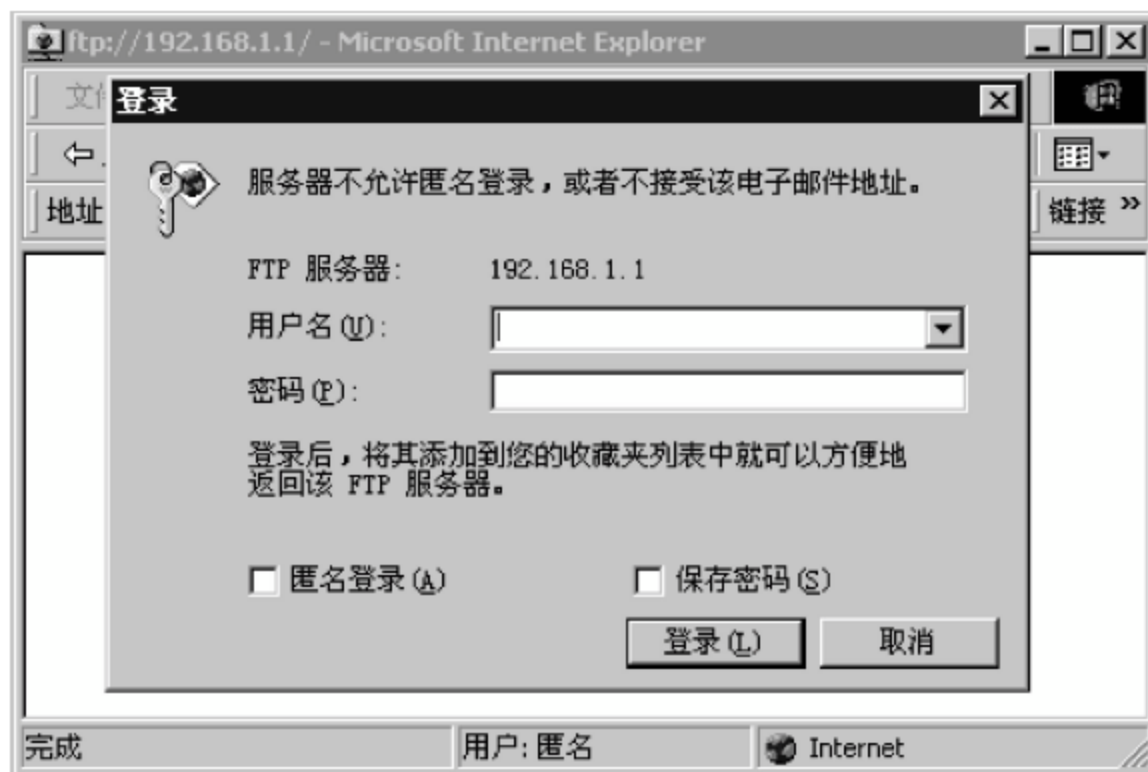 ftp://192.168.1.1/ - Microsoft Internet Explorer
登录
服务器不允许匿名登录，或者不接受该电子邮件地址。
地址
链接 »
FTP 服务器: 192.168.1.1
用户名(U):
密码(P):
登录后，将其添加到您的收藏夹列表中就可以方便地
返回该 FTP 服务器。
匿名登录(A) 保存密码(S)
登录(L) 取消
完成 用户: 匿名 Internet